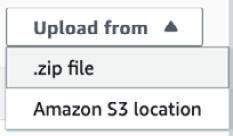 Upload from ▲
.zip file
Amazon S3 location